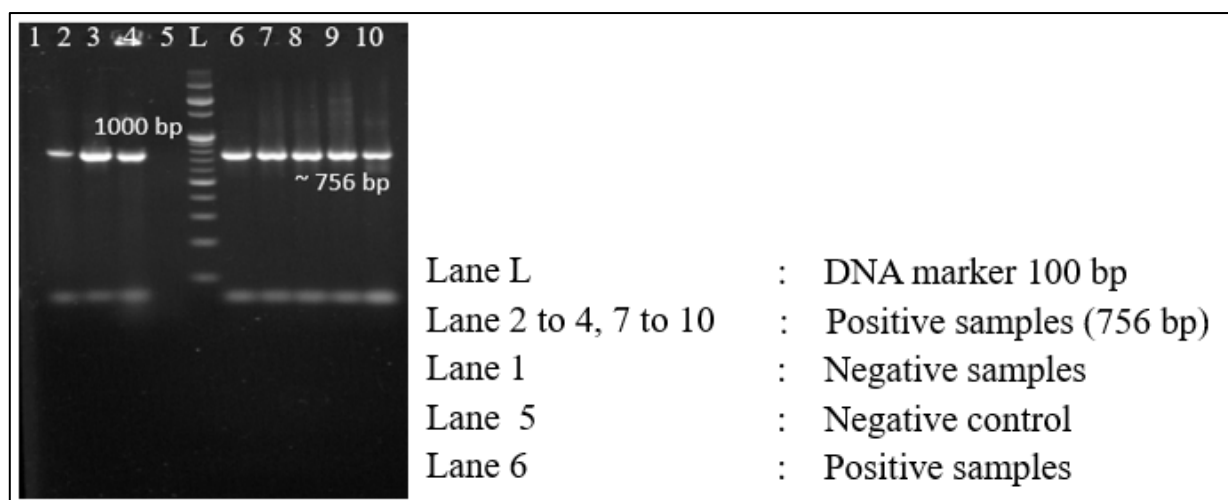 1 2 3 4 5 L 6 7 8 9 10
1000 bp
~ 756 bp
Lane L : DNA marker 100 bp
Lane 2 to 4, 7 to 10 : Positive samples (756 bp)
Lane 1 : Negative samples
Lane 5 : Negative control
Lane 6 : Positive samples